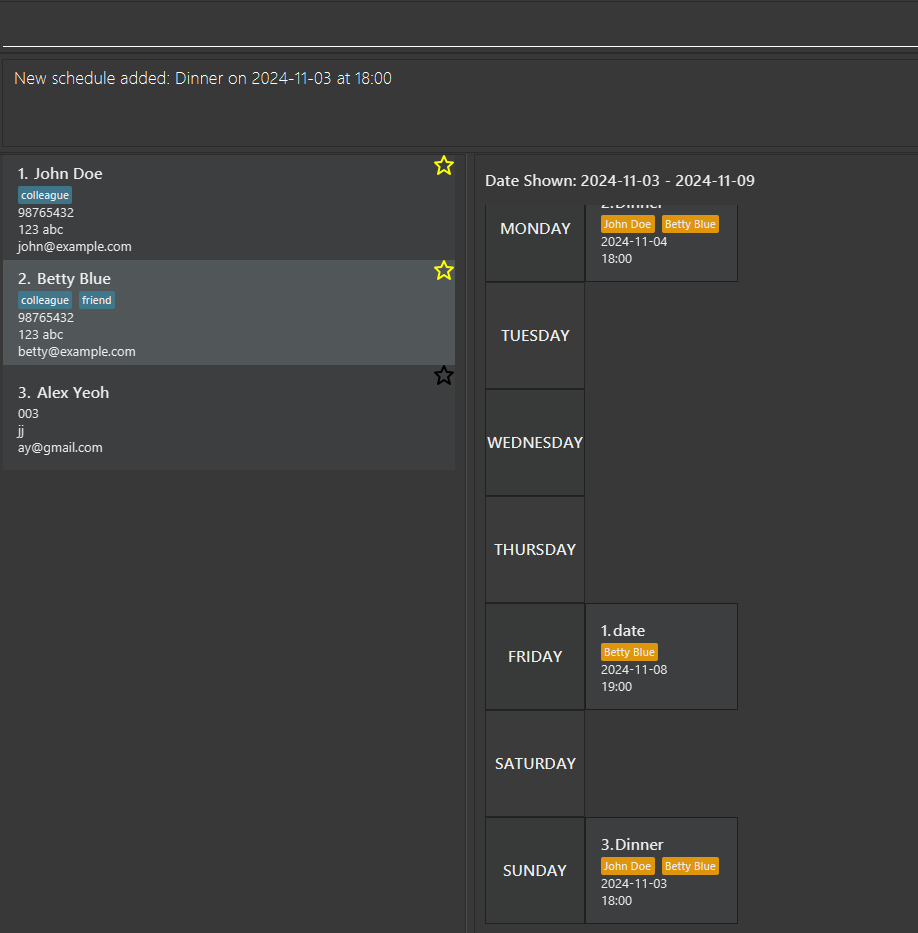 New schedule added: Dinner on 2024-11-03 at 18:00
1. John Doe
colleague
98765432
123 abc
john@example.com
2. Betty Blue
colleague friend
98765432
123 abc
betty@example.com
3. Alex Yeoh
003
jj
ay@gmail.com
Date Shown: 2024-11-03 - 2024-11-09
MONDAY
2.Dinner
John Doe Betty Blue
2024-11-04
18:00
TUESDAY
WEDNESDAY
THURSDAY
FRIDAY
1.date
Betty Blue
2024-11-08
19:00
SATURDAY
SUNDAY
3.Dinner
John Doe Betty Blue
2024-11-03
18:00